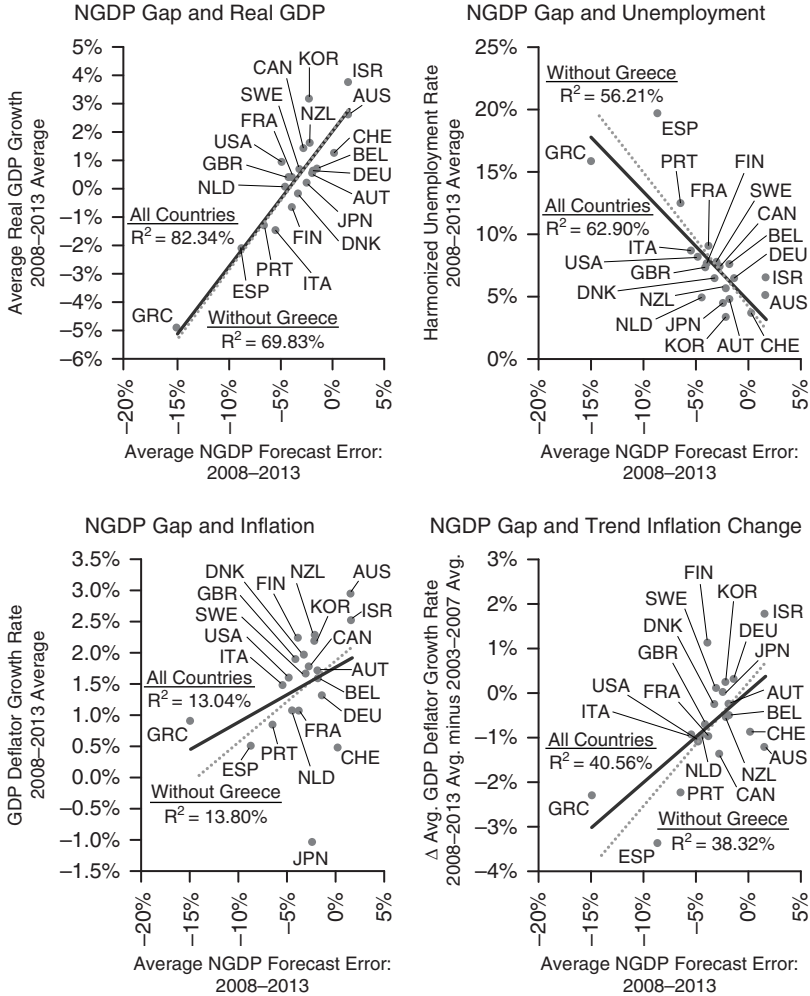 NGDP Gap and Real GDP
Average Real GDP Growth
2008–2013 Average
5%
4%
3%
2%
1%
0%
–1%
–2%
–3%
–4%
–5%
–6%
KOR
ISR
CAN
AUS
SWE
NZL
FRA
CHE
USA
BEL
GBR
DEU
NLD
AUT
JPN
DNK
FIN
ITA
PRT
ESP
GRC
All Countries
R² = 82.34%
Without Greece
R² = 69.83%
–20%
–15%
–10%
–5%
0%
5%
Average NGDP Forecast Error:
2008–2013
NGDP Gap and Unemployment
Harmonized Unemployment Rate
2008–2013 Average
25%
20%
15%
10%
5%
0%
Without Greece
R² = 56.21%
ESP
GRC
PRT
FIN
FRA
SWE
All Countries
R² = 62.90%
CAN
ITA
BEL
USA
DEU
GBR
ISR
DNK
NZL
AUS
NLD
JPN
KOR
AUT
CHE
–20%
–15%
–10%
–5%
0%
5%
Average NGDP Forecast Error:
2008–2013
NGDP Gap and Inflation
GDP Deflator Growth Rate
2008–2013 Average
3.5%
3.0%
2.5%
2.0%
1.5%
1.0%
0.5%
0.0%
–0.5%
–1.0%
–1.5%
DNK
FIN
NZL
AUS
GBR
KOR
ISR
SWE
USA
CAN
ITA
AUT
All Countries
R² = 13.04%
BEL
DEU
GRC
FRA
PRT
ESP
CHE
NLD
Without Greece
R² = 13.80%
JPN
–20%
–15%
–10%
–5%
0%
5%
Average NGDP Forecast Error:
2008–2013
NGDP Gap and Trend Inflation Change
Δ Avg. GDP Deflator Growth Rate
2008–2013 Avg. minus 2003–2007 Avg.
3%
2%
1%
0%
–1%
–2%
–3%
–4%
FIN
KOR
SWE
ISR
DNK
DEU
GBR
JPN
USA
FRA
AUT
ITA
BEL
CHE
All Countries
R² = 40.56%
AUS
NLD
NZL
PRT
CAN
GRC
Without Greece
R² = 38.32%
ESP
–20%
–15%
–10%
–5%
0%
5%
Average NGDP Forecast Error:
2008–2013